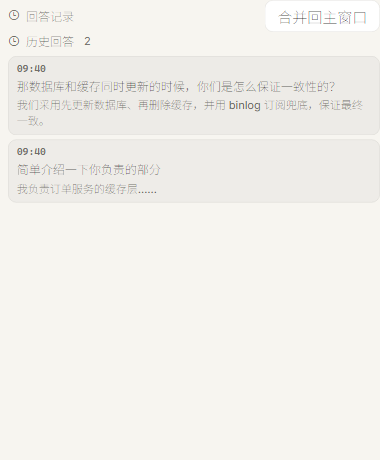 回答记录
合并回主窗口
历史回答 2
09:40
那数据库和缓存同时更新的时候，你们是怎么保证一致性的？
我们采用先更新数据库、再删除缓存，并用 binlog 订阅兜底，保证最终
一致。
09:40
简单介绍一下你负责的部分
我负责订单服务的缓存层……